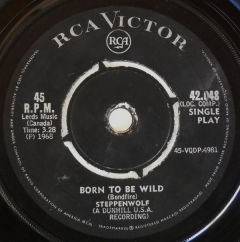 RCA VICTOR
RCA
45
R.P.M.
Leeds Music
(Canada)
Time: 3.28
(P) 1968
42.048
(LOC. COMP.)
SINGLE
PLAY
45-VQDP-4981
BORN TO BE WILD
(Bondfire)
STEPPENWOLF
(A DUNHILL U.S.A.
RECORDING)